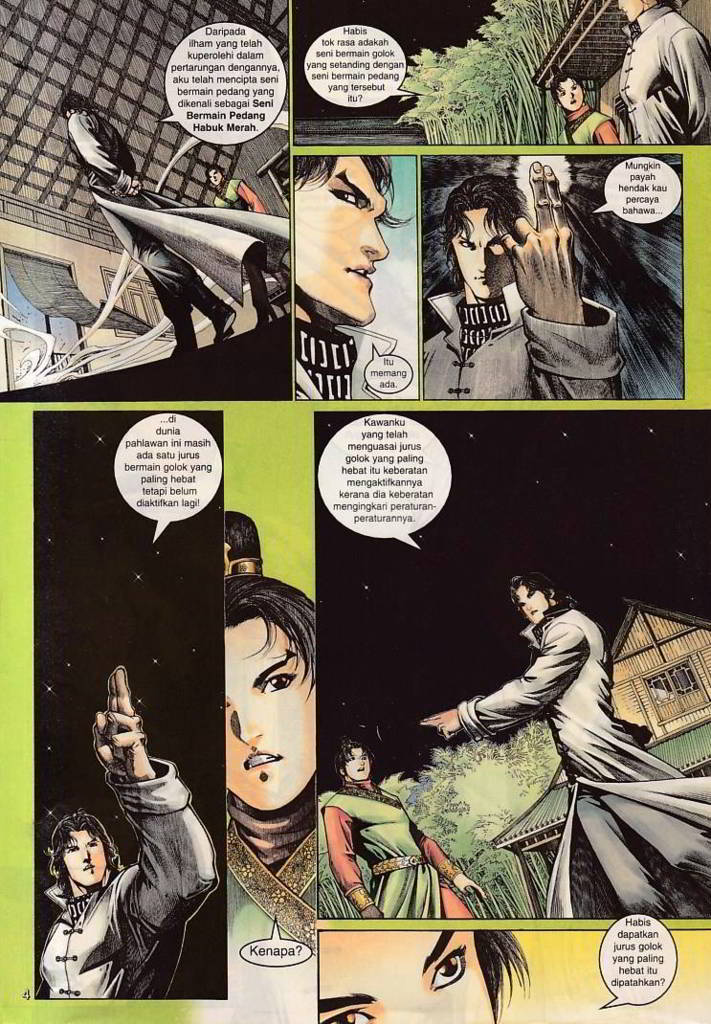 Daripada
ilham yang telah
kuperolehi dalam
pertarungan dengannya,
aku telah mencipta seni
bermain pedang yang
dikenali sebagai Seni
Bermain Pedang
Habuk Merah.
Habis
tok rasa adakah
seni bermain golok
yang setanding dengan
seni bermain pedang
yang tersebut
itu?
Itu
memang
ada.
Mungkin
payah
hendak kau
percaya
bahawa...
...di
dunia
pahlawan ini masih
ada satu jurus
bermain golok yang
paling hebat
tetapi belum
diaktifkan lagi!
Kenapa?
Kawanku
yang telah
menguasai jurus
golok yang paling
hebat itu keberatan
mengaktifkannya
kerana dia keberatan
mengingkari peraturan-
peraturannya.
Habis
dapatkan
jurus golok
yang paling
hebat itu
dipatahkan?
4